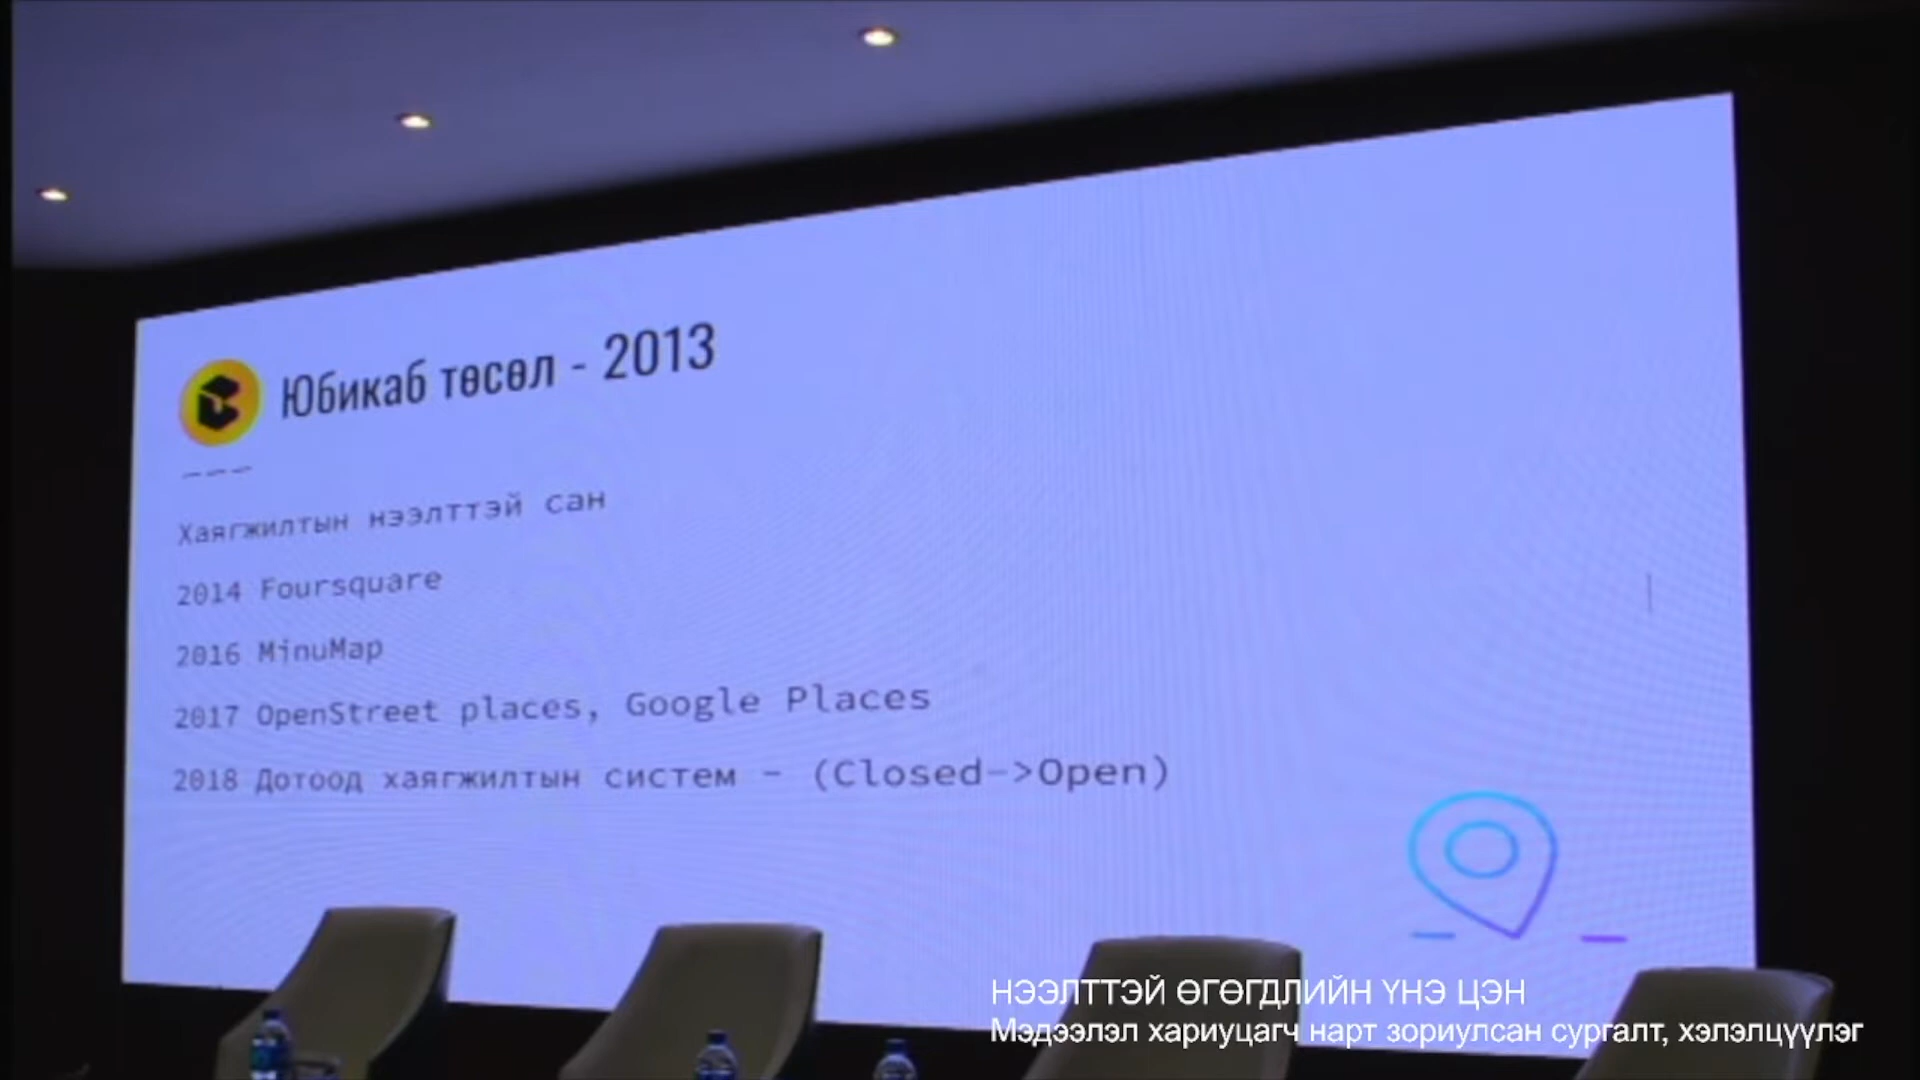 Юбикаб төсөл - 2013
---
Хаягжилтын нээлттэй сан
2014 Foursquare
2016 MinuMap
2017 OpenStreet places, Google Places
2018 Дотоод хаягжилтын систем - (Closed->Open)
НЭЭЛТТЭЙ ӨГӨГДЛИЙН ҮНЭ ЦЭН
Мэдээлэл хариуцагч нарт зориулсан сургалт, хэлэлцүүлэг